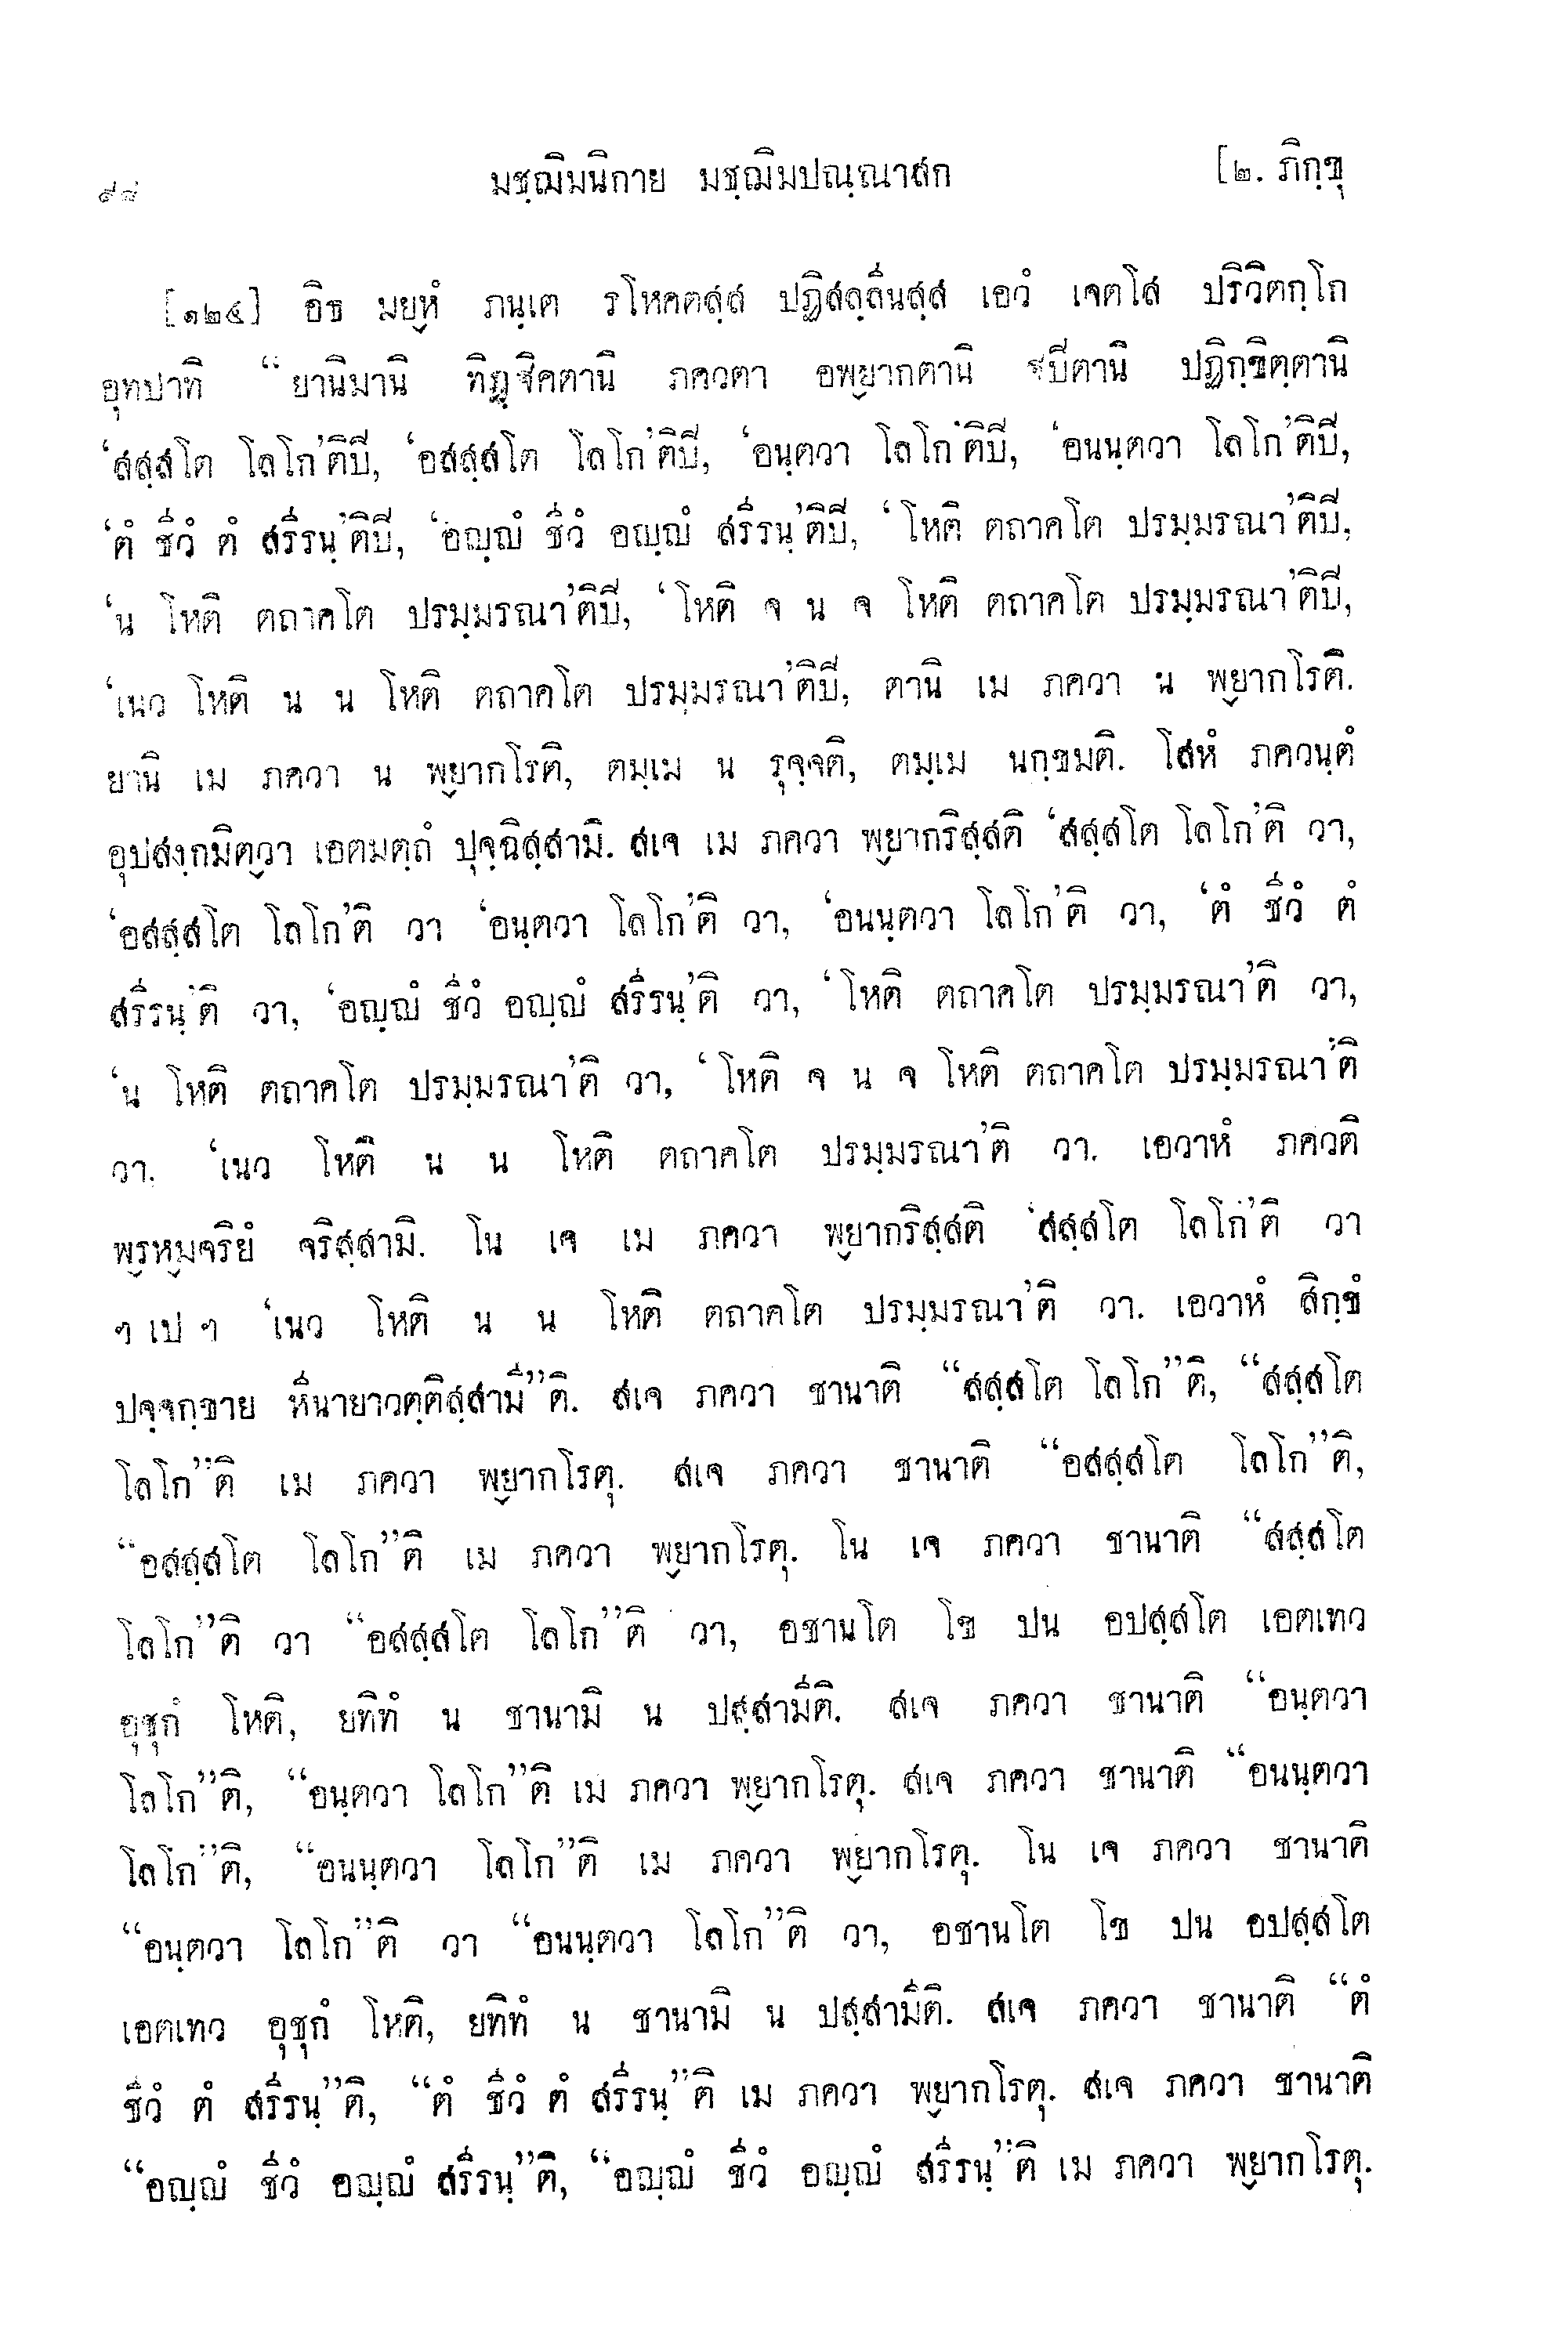 ๙๘ มชฺฌิมนิกาย มชฺฌิมปณฺณาสก [๒. ภิกฺขุ
[๑๒๔] อิธ มยฺหํ ภนฺเต รโหคตสฺส ปฏิสลฺลีนสฺส เอวํ เจตโส ปริวิตกฺโก
อุทปาทิ “ยานิมานิ ทิฏฺฐิคตานิ ภควตา อพฺยากตานิ ฐปิตานิ ปฏิกฺขิตฺตานิ
‘สสฺสโต โลโก’ติปี, ‘อสสฺสโต โลโก’ติปี, ‘อนฺตวา โลโก’ติปี, ‘อนนฺตวา โลโก’ติปี,
‘ตํ ชีวํ ตํ สรีรนฺ’ติปี, ‘อญฺญํ ชีวํ อญฺญํ สรีรนฺ’ติปี, ‘โหติ ตถาคโต ปรมฺมรณา’ติปี,
‘น โหติ ตถาคโต ปรมฺมรณา’ติปี, ‘โหติ จ น จ โหติ ตถาคโต ปรมฺมรณา’ติปี,
‘เนว โหติ น น โหติ ตถาคโต ปรมฺมรณา’ติปี, ตานิ เม ภควา น พฺยากโรติ.
ยานิ เม ภควา น พฺยากโรติ, ตมฺเม น รุจฺจติ, ตมฺเม นกฺขมติ. โสหํ ภควนฺตํ
อุปสงฺกมิตฺวา เอตมตฺถํ ปุจฺฉิสฺสามิ. สเจ เม ภควา พฺยากริสฺสติ ‘สสฺสโต โลโก’ติ วา,
‘อสสฺสโต โลโก’ติ วา ‘อนฺตวา โลโก’ติ วา, ‘อนนฺตวา โลโก’ติ วา, ‘ตํ ชีวํ ตํ
สรีรนฺ’ติ วา, ‘อญฺญํ ชีวํ อญฺญํ สรีรนฺ’ติ วา, ‘โหติ ตถาคโต ปรมฺมรณา’ติ วา,
‘น โหติ ตถาคโต ปรมฺมรณา’ติ วา, ‘โหติ จ น จ โหติ ตถาคโต ปรมฺมรณา’ติ
วา. ‘เนว โหติ น น โหติ ตถาคโต ปรมฺมรณา’ติ วา. เอวาหํ ภควติ
พฺรหฺมจริยํ จริสฺสามิ. โน เจ เม ภควา พฺยากริสฺสติ ‘สสฺสโต โลโก’ติ วา
ฯ เป ฯ ‘เนว โหติ น น โหติ ตถาคโต ปรมฺมรณา’ติ วา. เอวาหํ สิกฺขํ
ปจฺจกฺขาย หีนายาวตฺติสฺสามี”ติ. สเจ ภควา ชานาติ “สสฺสโต โลโก”ติ, “สสฺสโต
โลโก”ติ เม ภควา พฺยากโรตุ. สเจ ภควา ชานาติ “อสสฺสโต โลโก”ติ,
“อสสฺสโต โลโก”ติ เม ภควา พฺยากโรตุ. โน เจ ภควา ชานาติ “สสฺสโต
โลโก”ติ วา “อสสฺสโต โลโก”ติ วา, อชานโต โข ปน อปสฺสโต เอตเทว
อุชุกํ โหติ, ยทิทํ น ชานามิ น ปสฺสามีติ. สเจ ภควา ชานาติ “อนฺตวา
โลโก”ติ, “อนฺตวา โลโก”ติ เม ภควา พฺยากโรตุ. สเจ ภควา ชานาติ “อนนฺตวา
โลโก”ติ, “อนนฺตวา โลโก”ติ เม ภควา พฺยากโรตุ. โน เจ ภควา ชานาติ
“อนฺตวา โลโก”ติ วา “อนนฺตวา โลโก”ติ วา, อชานโต โข ปน อปสฺสโต
เอตเทว อุชุกํ โหติ, ยทิทํ น ชานามิ น ปสฺสามีติ. สเจ ภควา ชานาติ “ตํ
ชีวํ ตํ สรีรนฺ”ติ, “ตํ ชีวํ ตํ สรีรนฺ”ติ เม ภควา พฺยากโรตุ. สเจ ภควา ชานาติ
“อญฺญํ ชีวํ อญฺญํ สรีรนฺ”ติ, “อญฺญํ ชีวํ อญฺญํ สรีรนฺ”ติ เม ภควา พฺยากโรตุ.